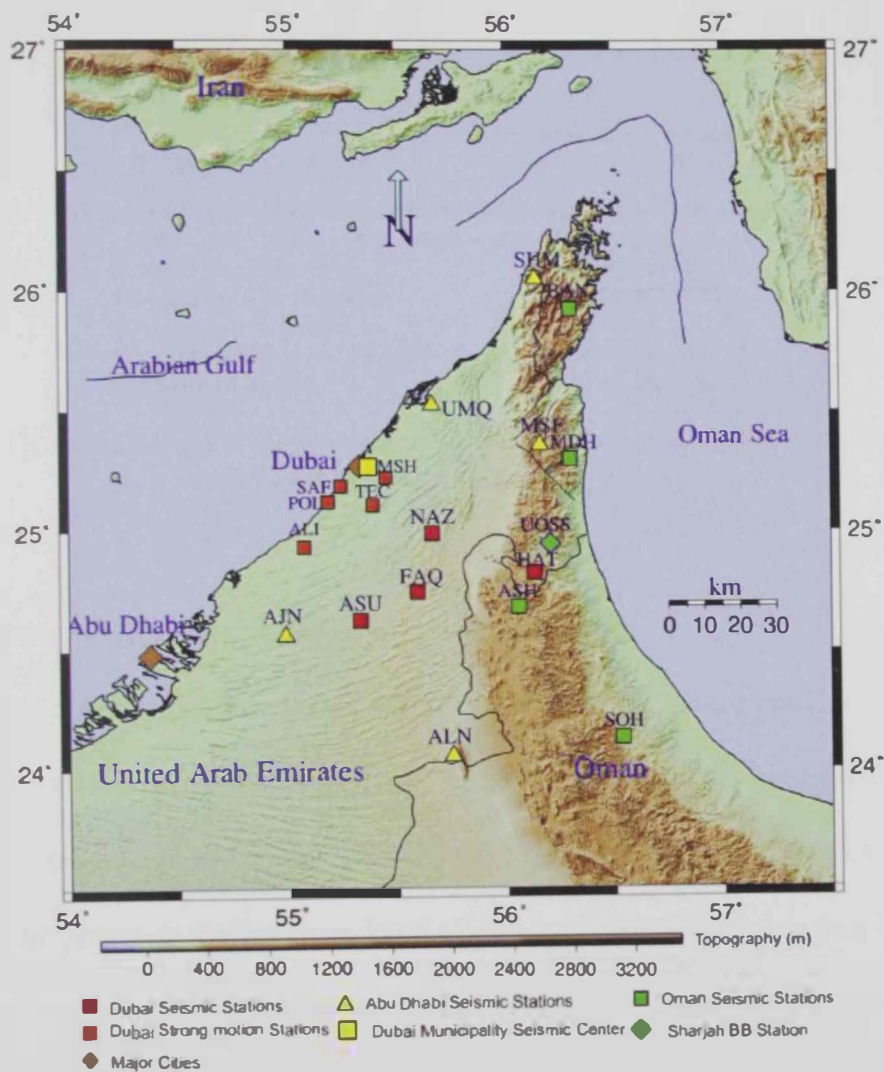 54° 55° 56° 57°
27° 27°
Iran
N
SHM
26° 26°
BAN
Arabian Gulf
UMQ
MSF
Oman Sea
MDH
Dubai
MSH
SAF TEC
POL
NAZ UOSS
25° 25°
ALI
HAT
FAQ
km
ASH
Abu Dhabi AJN ASU
0 10 20 30
SOH
ALN
24° 24°
United Arab Emirates
Oman
54° 55° 56° 57°
Topography (m)
0 400 800 1200 1600 2000 2400 2800 3200
Dubai Seismic Stations Abu Dhabi Seismic Stations Oman Seismic Stations
Dubai Strong motion Stations Dubai Municipality Seismic Center Sharjah BB Station
Major Cities